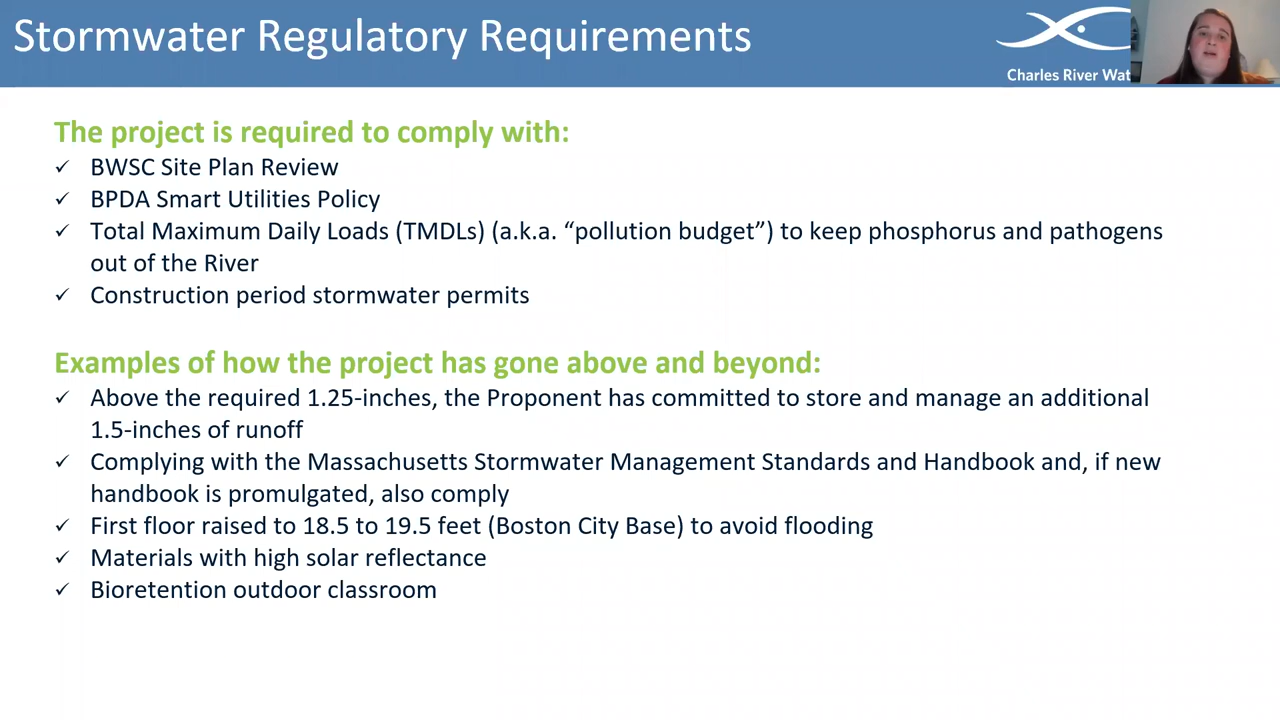 Stormwater Regulatory Requirements
Charles River Wat
The project is required to comply with:
✓ BWSC Site Plan Review
✓ BPDA Smart Utilities Policy
✓ Total Maximum Daily Loads (TMDLs) (a.k.a. “pollution budget”) to keep phosphorus and pathogens
out of the River
✓ Construction period stormwater permits
Examples of how the project has gone above and beyond:
✓ Above the required 1.25-inches, the Proponent has committed to store and manage an additional
1.5-inches of runoff
✓ Complying with the Massachusetts Stormwater Management Standards and Handbook and, if new
handbook is promulgated, also comply
✓ First floor raised to 18.5 to 19.5 feet (Boston City Base) to avoid flooding
✓ Materials with high solar reflectance
✓ Bioretention outdoor classroom